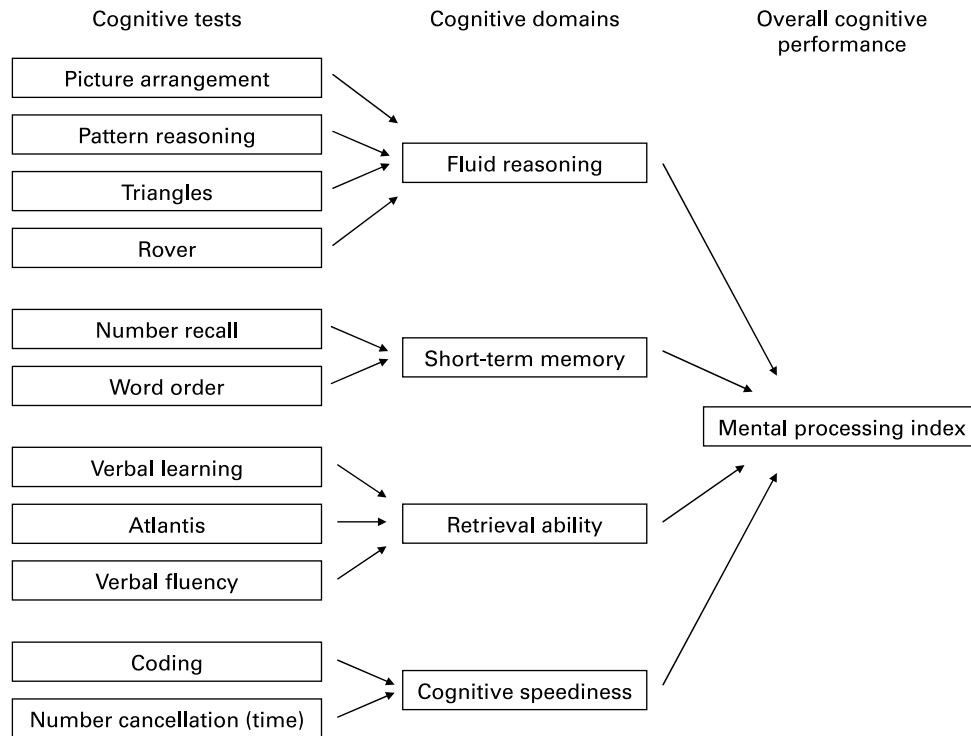 Cognitive tests
Cognitive domains
Overall cognitive
performance
Picture arrangement
Pattern reasoning
Triangles
Rover
Fluid reasoning
Number recall
Word order
Short-term memory
Verbal learning
Atlantis
Verbal fluency
Retrieval ability
Coding
Number cancellation (time)
Cognitive speediness
Mental processing index